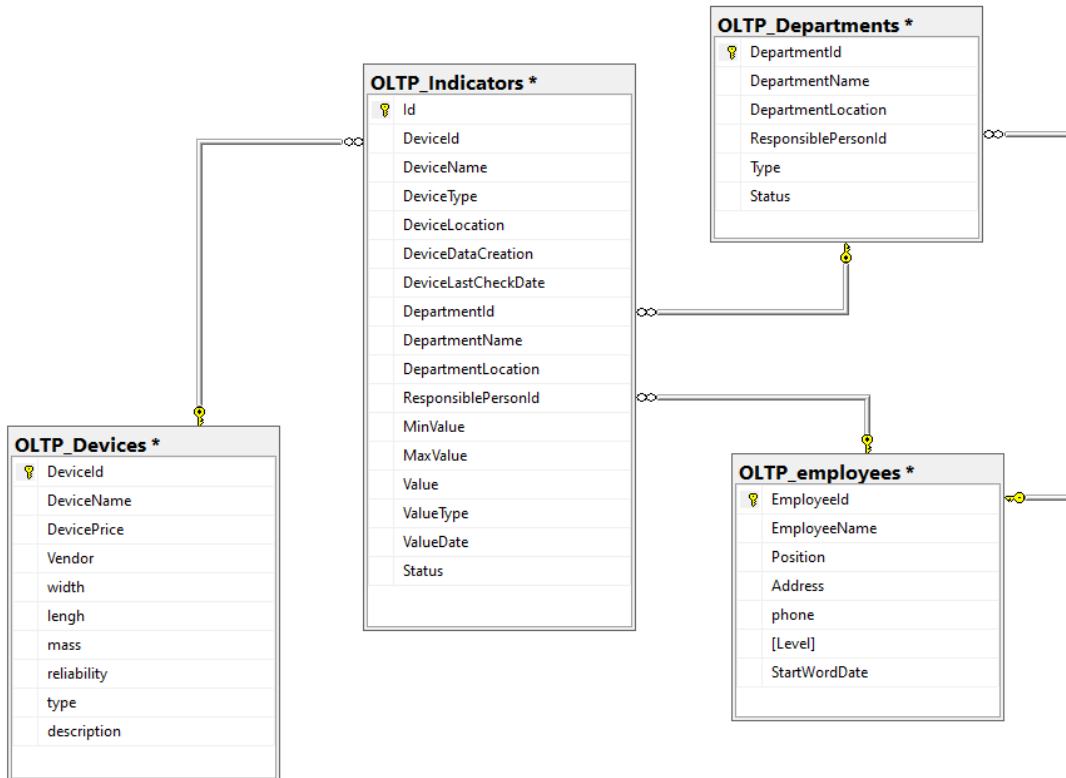 OLTP_Departments *
DepartmentId
DepartmentName
DepartmentLocation
ResponsiblePersonId
Type
Status
OLTP_Indicators *
Id
DeviceId
DeviceName
DeviceType
DeviceLocation
DeviceDataCreation
DeviceLastCheckDate
DepartmentId
DepartmentName
DepartmentLocation
ResponsiblePersonId
MinValue
MaxValue
Value
ValueType
ValueDate
Status
OLTP_Devices *
DeviceId
DeviceName
DevicePrice
Vendor
width
lengh
mass
reliability
type
description
OLTP_employees *
EmployeeId
EmployeeName
Position
Address
phone
[Level]
StartWordDate